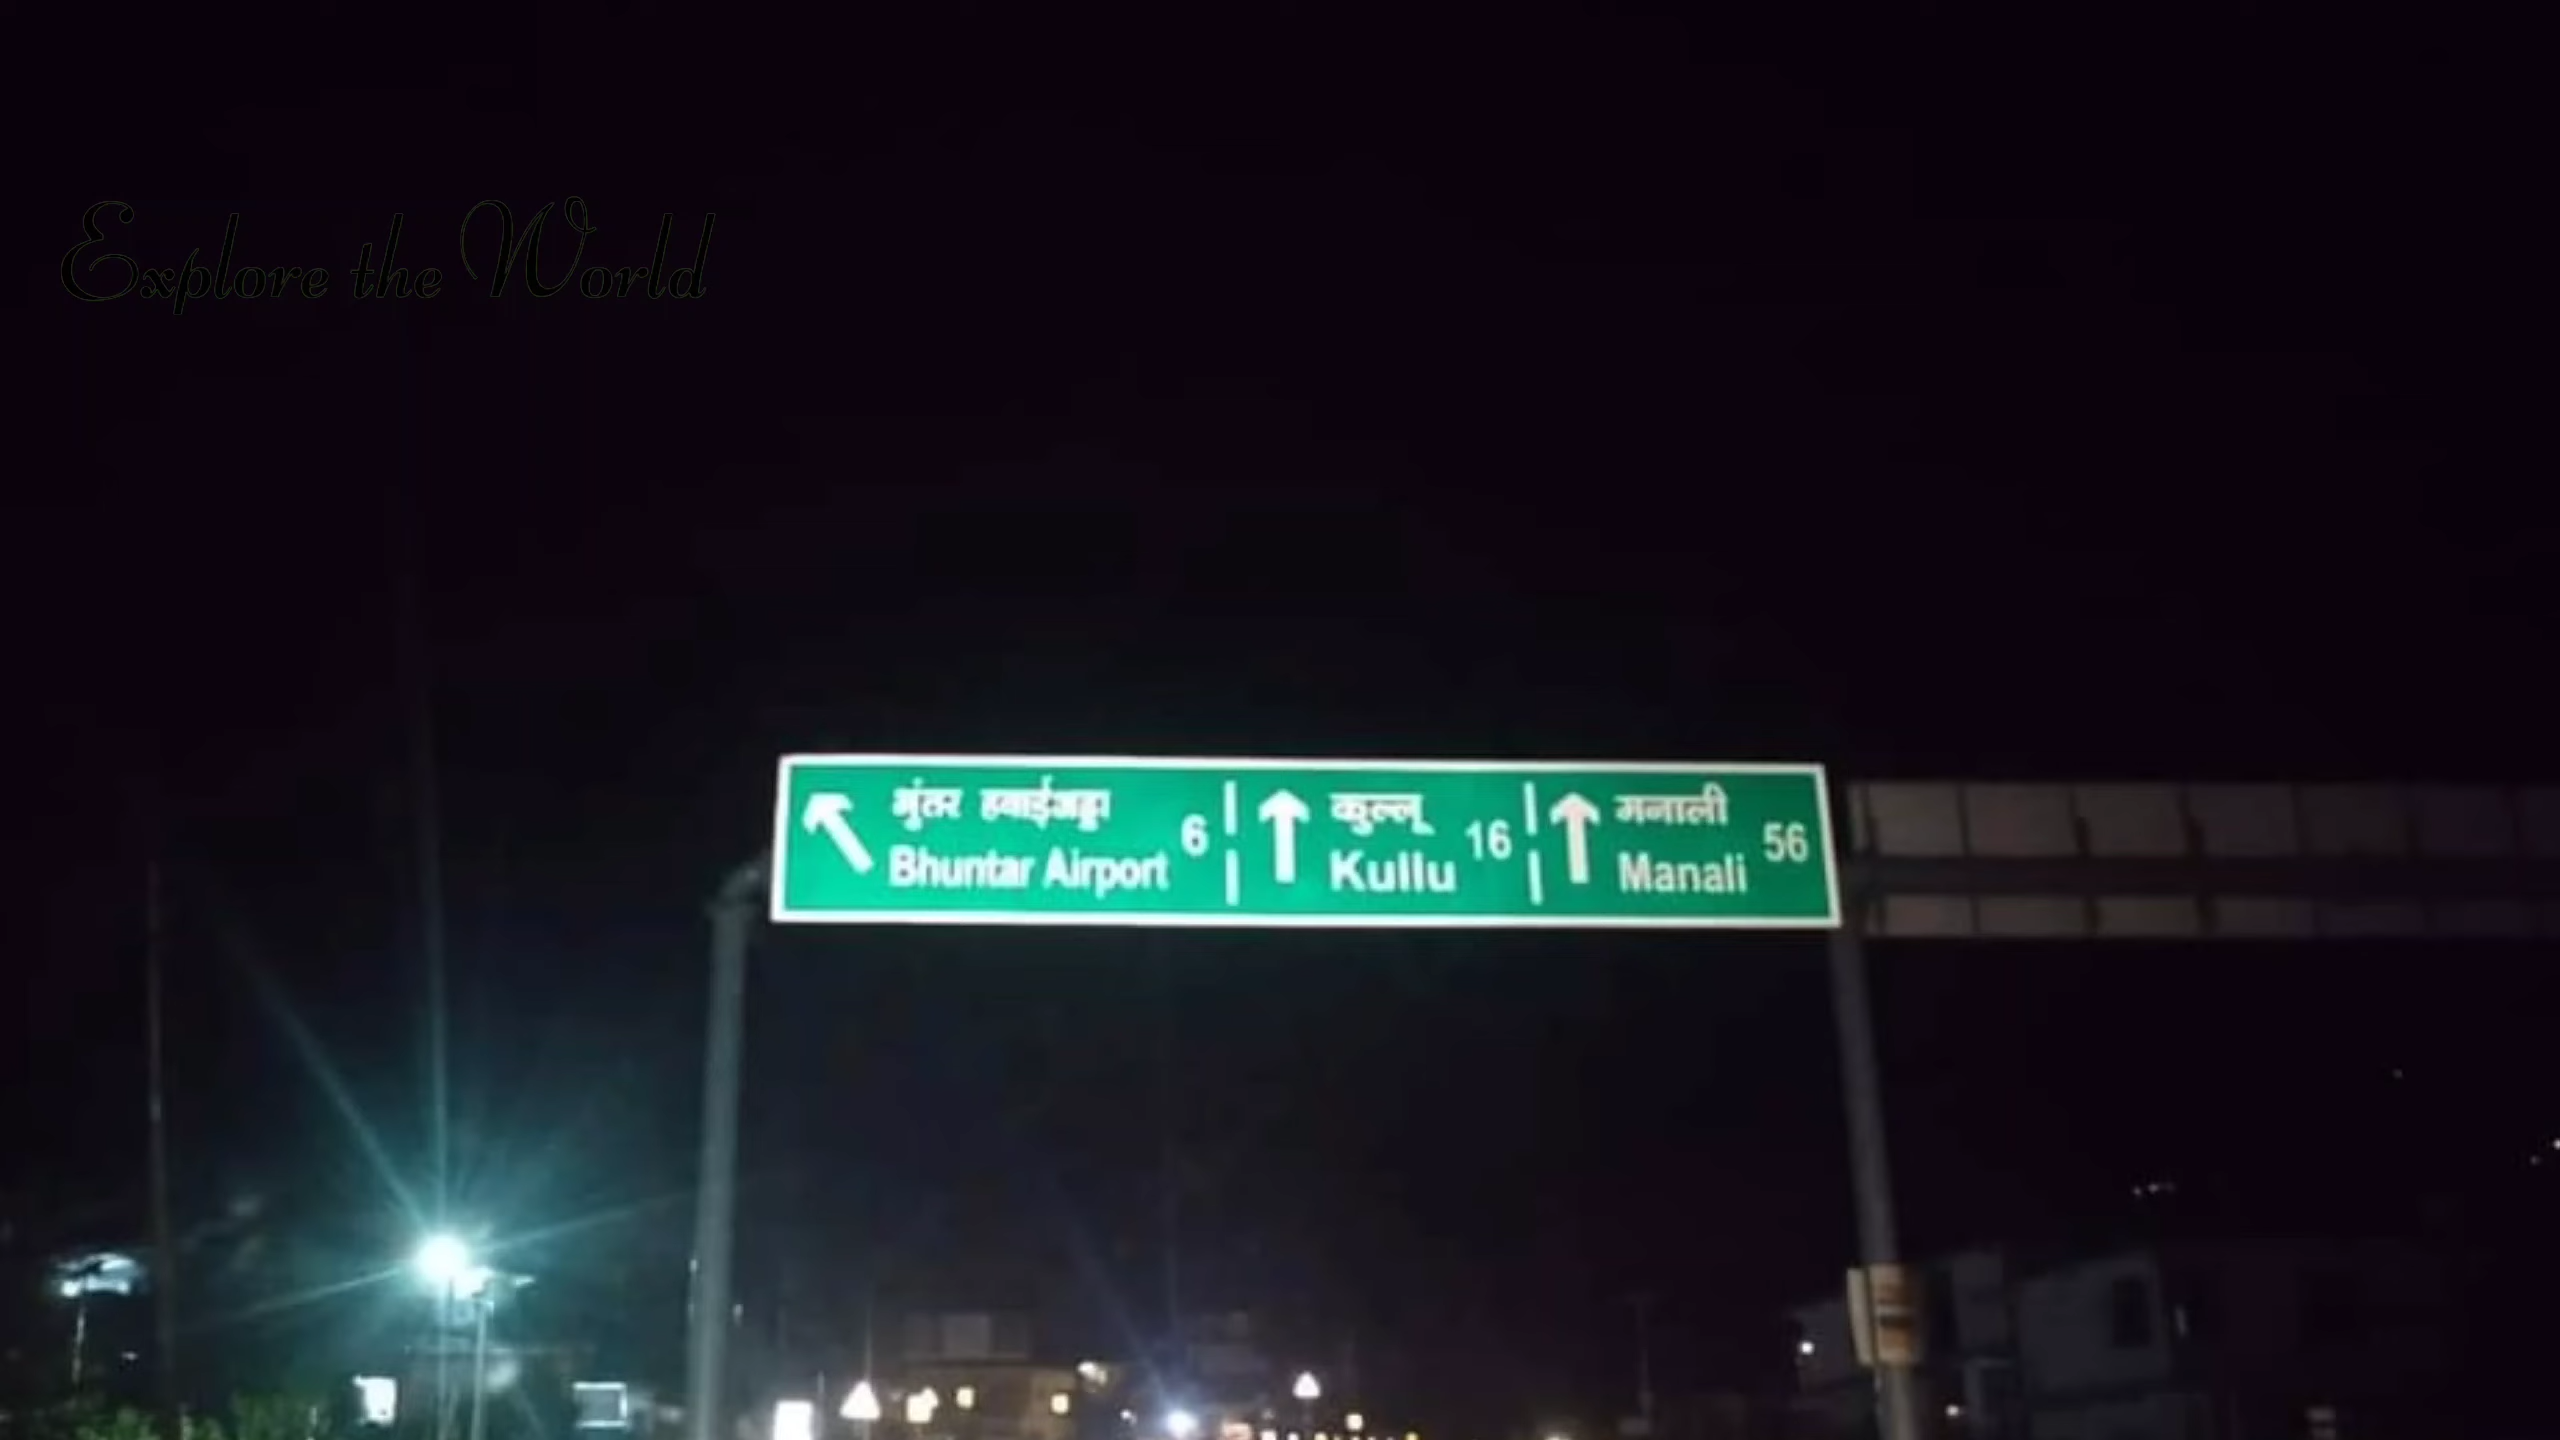 Explore the World
भुंतर हवाईअड्डा
Bhuntar Airport
6
कुल्लू
Kullu
16
मनाली
Manali
56